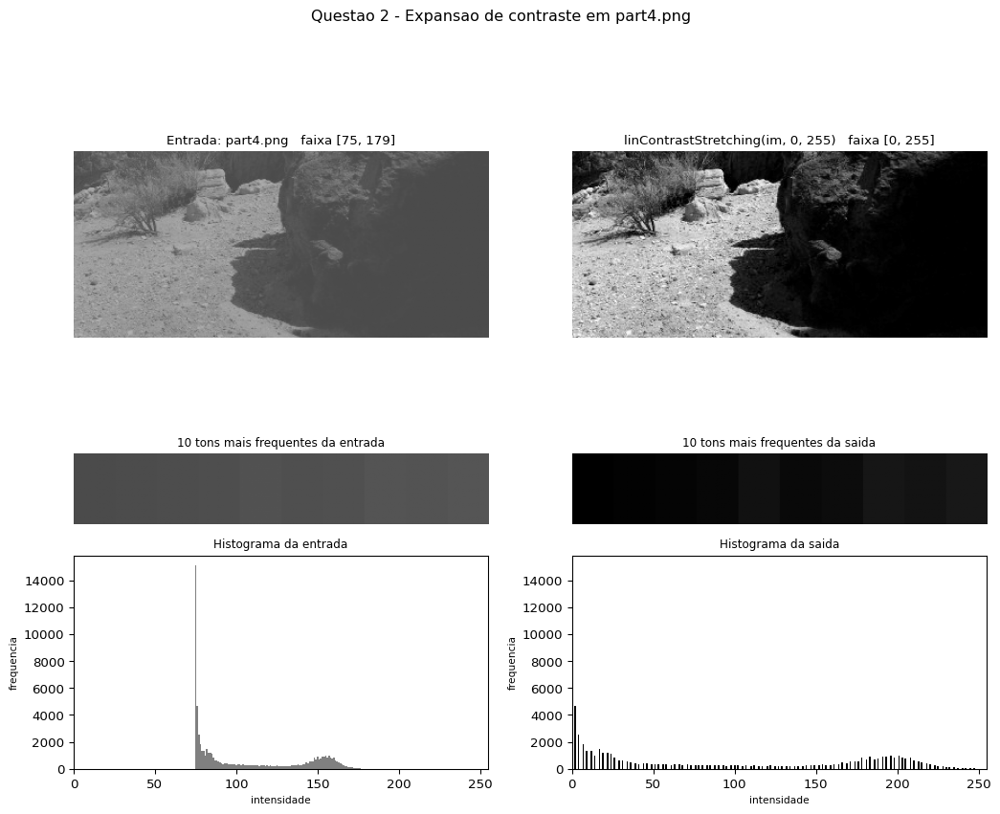 Questao 2 - Expansao de contraste em part4.png
Entrada: part4.png   faixa [75, 179]
linContrastStretching(im, 0, 255)   faixa [0, 255]
10 tons mais frequentes da entrada
10 tons mais frequentes da saida
Histograma da entrada
14000
12000
10000
8000
6000
4000
2000
0
frequencia
0 50 100 150 200 250
intensidade
Histograma da saida
14000
12000
10000
8000
6000
4000
2000
0
frequencia
0 50 100 150 200 250
intensidade